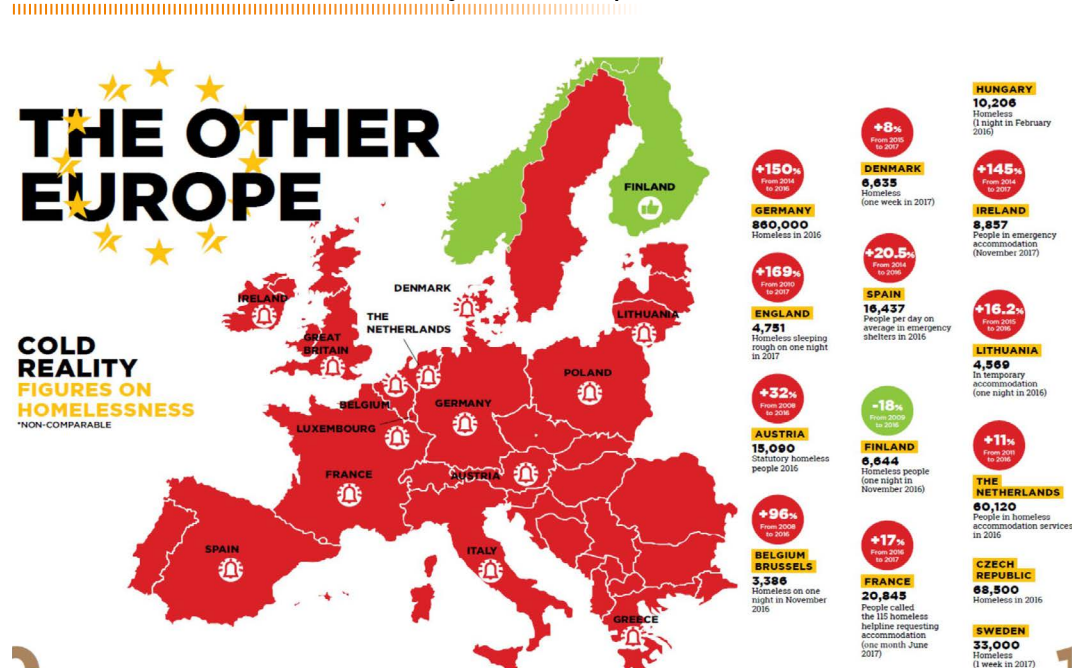 THE OTHER
EUROPE
COLD
REALITY
FIGURES ON
HOMELESSNESS
*NON-COMPARABLE
FINLAND
DENMARK
THE
NETHERLANDS
IRELAND
GREAT
BRITAIN
LITHUANIA
POLAND
BELGIUM
GERMANY
LUXEMBOURG
FRANCE
AUSTRIA
SPAIN
ITALY
GREECE
+150%
From 2014
to 2016
GERMANY
860,000
Homeless in 2016
+169%
From 2010
to 2017
ENGLAND
4,751
Homeless sleeping
rough on one night
in 2017
+32%
From 2008
to 2016
AUSTRIA
15,090
Statutory homeless
people 2016
+96%
From 2008
to 2016
BELGIUM
BRUSSELS
3,386
Homeless on one
night in November
2016
+8%
From 2015
to 2017
DENMARK
6,635
Homeless
(one week in 2017)
+20.5%
From 2014
to 2016
SPAIN
16,437
People per day on
average in emergency
shelters in 2016
-18%
From 2009
to 2016
FINLAND
6,644
Homeless people
(one night in
November 2016)
+17%
From 2016
to 2017
FRANCE
20,845
People called
the 115 homeless
helpline requesting
accommodation
(one month June
2017)
HUNGARY
10,206
Homeless
(1 night in February
2016)
+145%
From 2014
to 2017
IRELAND
8,857
People in emergency
accommodation
(November 2017)
+16.2%
From 2015
to 2016
LITHUANIA
4,569
In temporary
accommodation
(one night in 2016)
+11%
From 2011
to 2016
THE
NETHERLANDS
60,120
People in homeless
accommodation services
in 2016
CZECH
REPUBLIC
68,500
Homeless in 2016
SWEDEN
33,000
Homeless
(1 week in 2017)